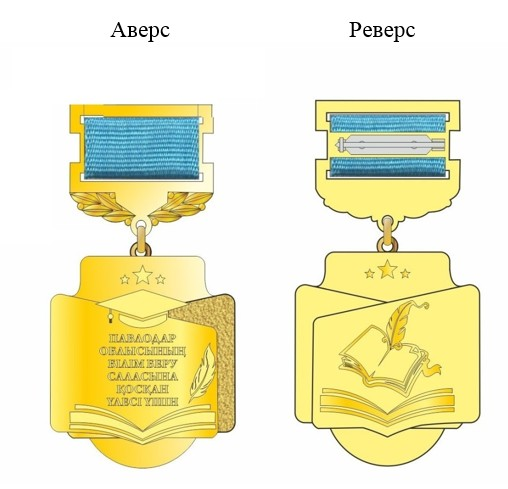 Аверс Реверс
ПАВЛОДАР
ОБЛЫСЫНЫҢ
БІЛІМ БЕРУ
САЛАСЫНА
ҚОСҚАН
ҮЛЕСІ ҮШІН